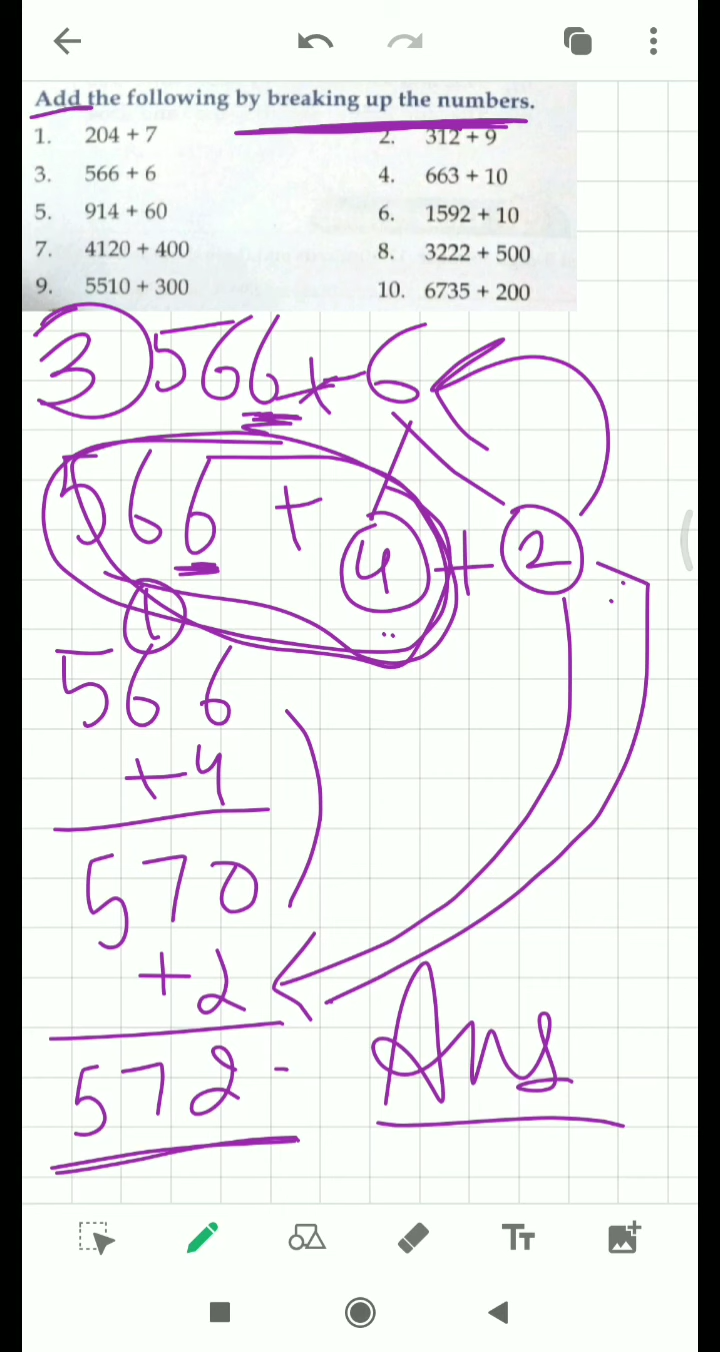 Add the following by breaking up the numbers.
1. 204 + 7 2. 312 + 9
3. 566 + 6 4. 663 + 10
5. 914 + 60 6. 1592 + 10
7. 4120 + 400 8. 3222 + 500
9. 5510 + 300 10. 6735 + 200
3 566 + 6
566 + 4 + 2
1
566
+4
570
+2
572 - Ans
Tt